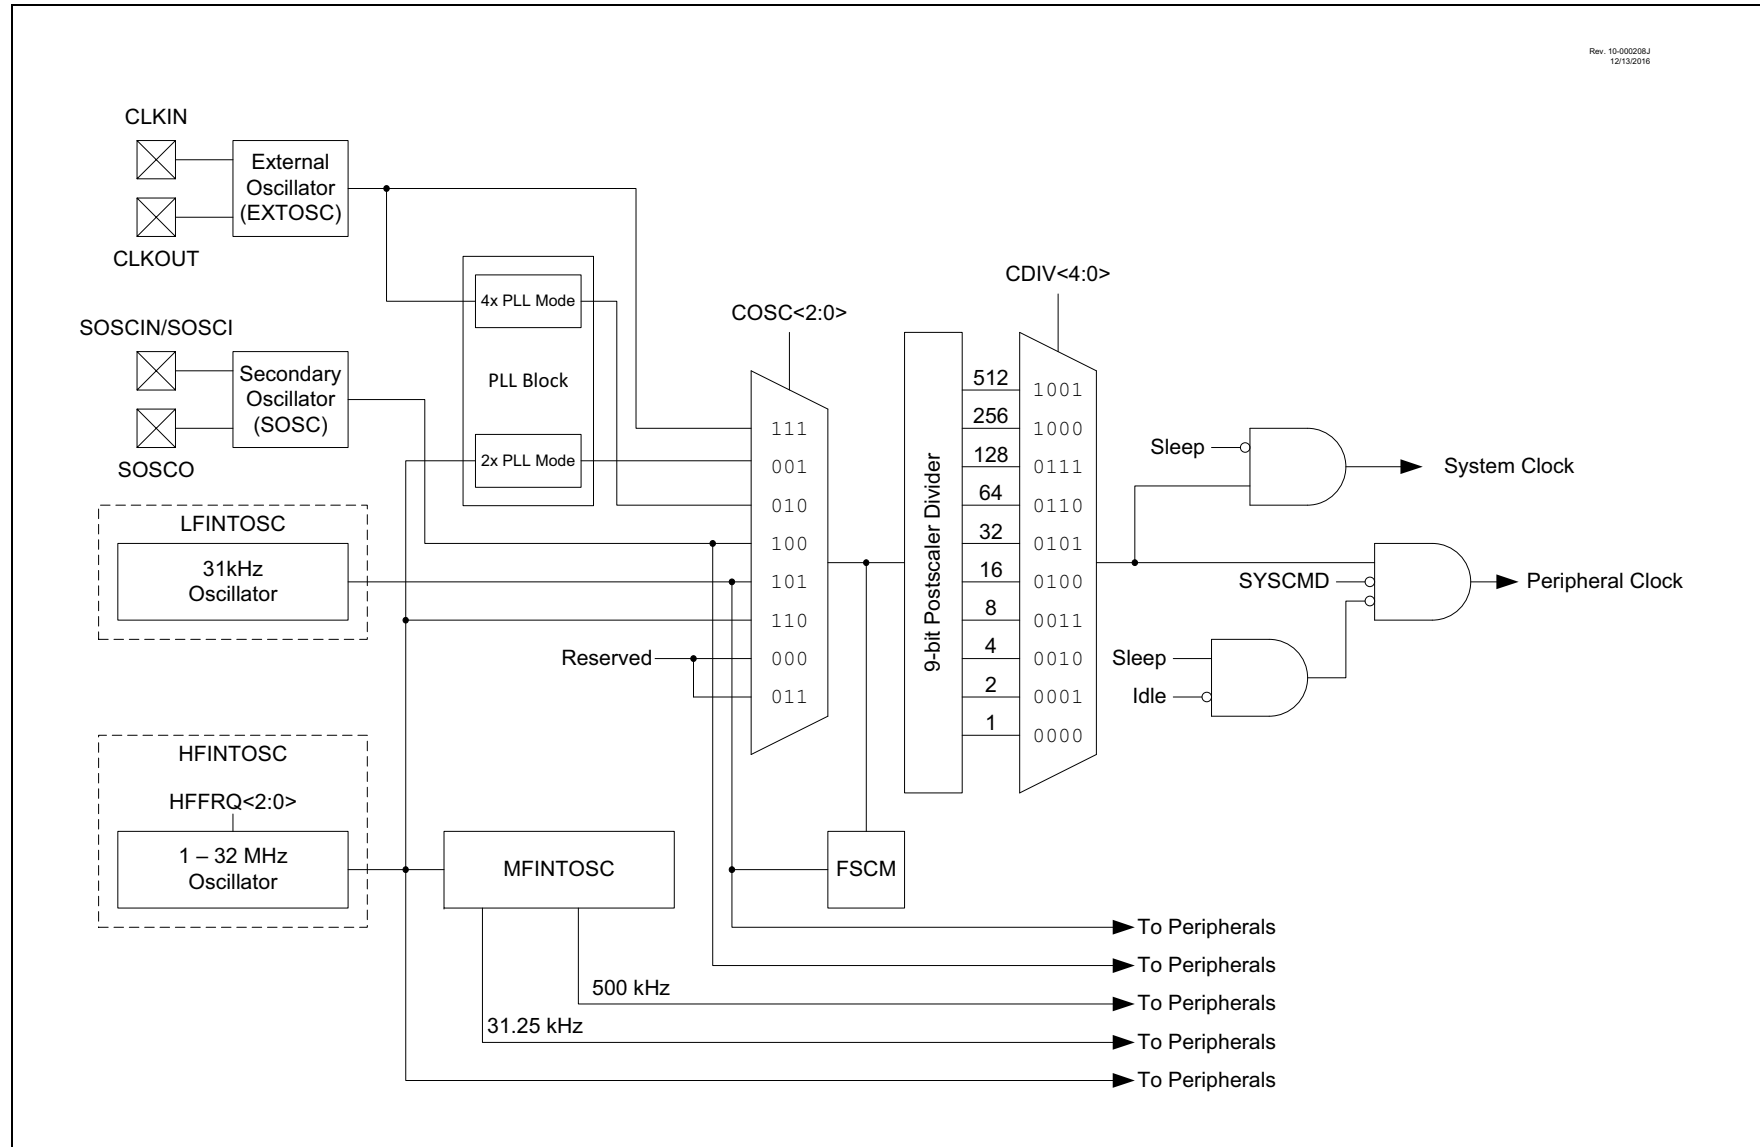 Rev. 10-000208J
12/13/2016
CLKIN
External
Oscillator
(EXTOSC)
CLKOUT
SOSCIN/SOSCI
Secondary
Oscillator
(SOSC)
SOSCO
LFINTOSC
31kHz
Oscillator
HFINTOSC
HFFRQ<2:0>
1 – 32 MHz
Oscillator
4x PLL Mode
PLL Block
2x PLL Mode
MFINTOSC
500 kHz
31.25 kHz
Reserved
COSC<2:0>
111
001
010
100
101
110
000
011
FSCM
9-bit Postscaler Divider
CDIV<4:0>
512
256
128
64
32
16
8
4
2
1
1001
1000
0111
0110
0101
0100
0011
0010
0001
0000
Sleep
System Clock
SYSCMD
Peripheral Clock
Sleep
Idle
To Peripherals
To Peripherals
To Peripherals
To Peripherals
To Peripherals